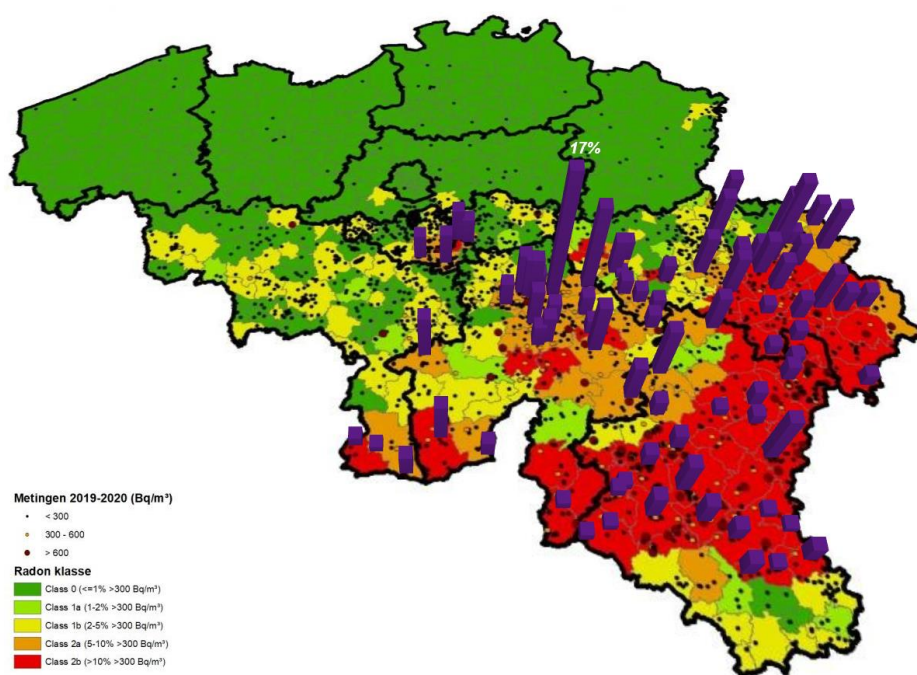 17%
Metingen 2019-2020 (Bq/m³)
< 300
300 - 600
> 600
Radon klasse
Class 0 (<=1% >300 Bq/m³)
Class 1a (1-2% >300 Bq/m³)
Class 1b (2-5% >300 Bq/m³)
Class 2a (5-10% >300 Bq/m³)
Class 2b (>10% >300 Bq/m³)